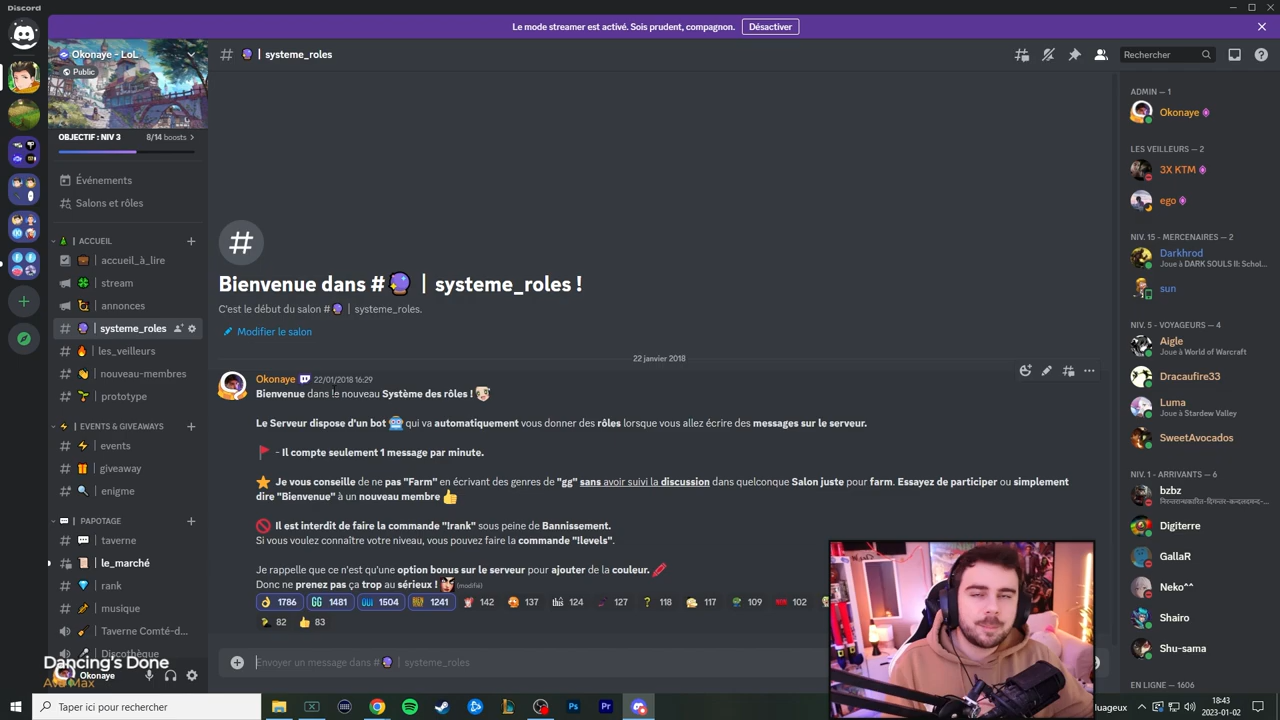 Discord
Le mode streamer est activé. Sois prudent, compagnon.
Désactiver
Okonaye - LoL
Public
OBJECTIF : NIV 3
8/14 boosts
Événements
Salons et rôles
ACCUEIL
accueil_à_lire
stream
annonces
systeme_roles
les_veilleurs
nouveau-membres
prototype
EVENTS & GIVEAWAYS
events
giveaway
enigme
PAPOTAGE
taverne
le_marché
rank
musique
Taverne Comté-d...
Discothèque
Dancing's Done
Ava Max
Okonaye
# | systeme_roles
Rechercher
Bienvenue dans # | systeme_roles !
C'est le début du salon # | systeme_roles.
Modifier le salon
22 janvier 2018
Okonaye 22/01/2018 16:29
Bienvenue dans le nouveau Système des rôles !
Le Serveur dispose d'un bot qui va automatiquement vous donner des rôles lorsque vous allez écrire des messages sur le serveur.
- Il compte seulement 1 message par minute.
Je vous conseille de ne pas "Farm" en écrivant des genres de "gg" sans avoir suivi la discussion dans quelconque Salon juste pour farm. Essayez de participer ou simplement
dire "Bienvenue" à un nouveau membre
Il est interdit de faire la commande "!rank" sous peine de Bannissement.
Si vous voulez connaître votre niveau, vous pouvez faire la commande "!levels".
Je rappelle que ce n'est qu'une option bonus sur le serveur pour ajouter de la couleur.
Donc ne prenez pas ça trop au sérieux ! (modifié)
1786 GG 1481 1504 1241 142 137 124 127 118 117 109 102
82 83
Envoyer un message dans # | systeme_roles
ADMIN — 1
Okonaye
LES VEILLEURS — 2
3X KTM
ego
NIV. 15 - MERCENAIRES — 2
Darkhrod
Joue à DARK SOULS II: Schol...
sun
NIV. 5 - VOYAGEURS — 4
Aigle
Joue à World of Warcraft
Dracaufire33
Luma
Joue à Stardew Valley
SweetAvocados
NIV. 1 - ARRIVANTS — 6
bzbz
Digiterre
GallaR
Neko^^
Shairo
Shu-sama
EN LIGNE — 1606
Taper ici pour rechercher
Ps
Pr
luageux
18:43
2023-01-02